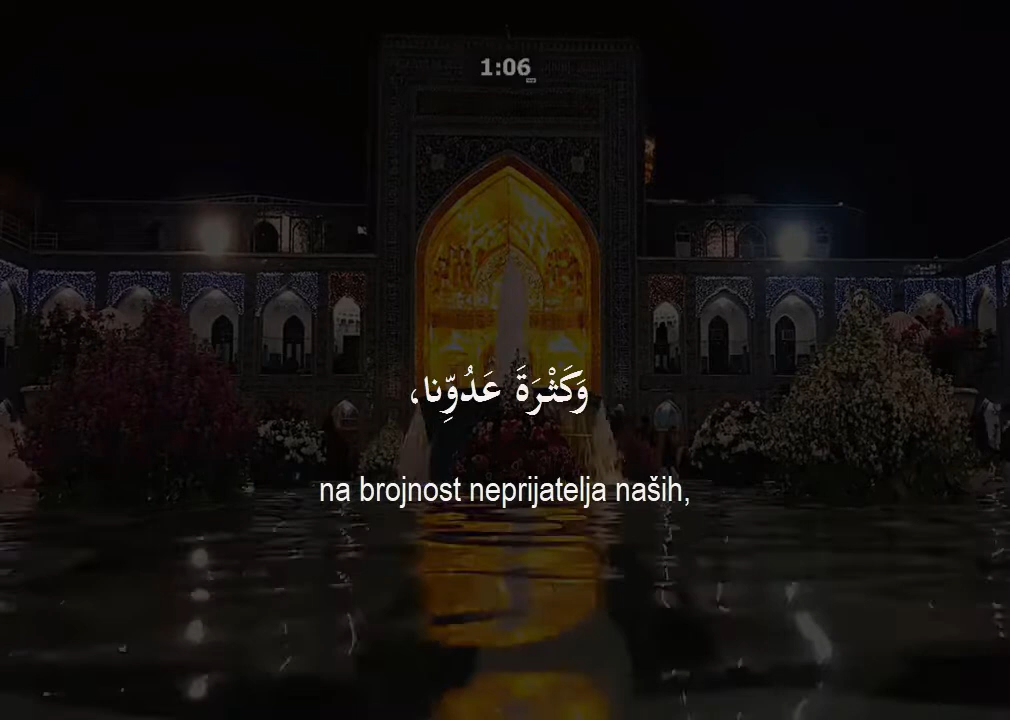 1:06
وَكَثْرَةَ عَدُوِّنا،
na brojnost neprijatelja naših,